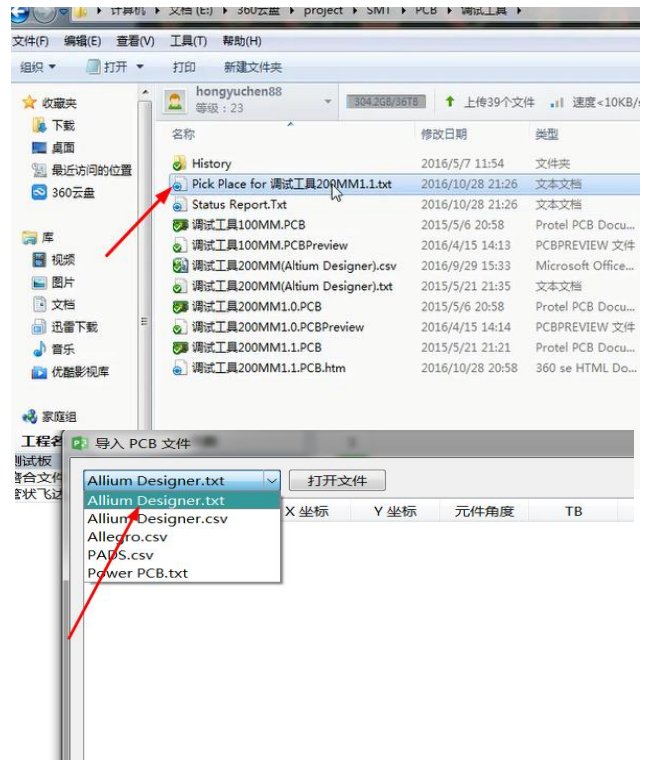 计算机 ▸ 文档 (E:) ▸ 360云盘 ▸ project ▸ SMT ▸ PCB ▸ 调试工具 ▸
文件(F) 编辑(E) 查看(V) 工具(T) 帮助(H)
组织 打开 打印 新建文件夹
收藏夹
下载
桌面
最近访问的位置
360云盘
库
视频
图片
文档
迅雷下载
音乐
优酷影视库
家庭组
hongyuchen88
等级：23
304.2GB/36TB 上传39个文件 速度<10KB/
名称 修改日期 类型
History 2016/5/7 11:54 文件夹
Pick Place for 调试工具200MM1.1.txt 2016/10/28 21:26 文本文档
Status Report.Txt 2016/10/28 21:26 文本文档
调试工具100MM.PCB 2015/5/6 20:58 Protel PCB Docu...
调试工具100MM.PCBPreview 2016/4/15 14:13 PCBPREVIEW 文件
调试工具200MM(Altium Designer).csv 2016/9/29 15:33 Microsoft Office...
调试工具200MM(Altium Designer).txt 2015/5/21 21:35 文本文档
调试工具200MM1.0.PCB 2015/5/6 20:58 Protel PCB Docu...
调试工具200MM1.0.PCBPreview 2016/4/15 14:14 PCBPREVIEW 文件
调试工具200MM1.1.PCB 2015/5/21 21:21 Protel PCB Docu...
调试工具200MM1.1.PCB.htm 2016/10/28 20:58 360 se HTML Do...
工程名
测试板
导入 PCB 文件
Allium Designer.txt 打开文件
Allium Designer.txt
Allium Designer.csv
Allegro.csv
PADS.csv
Power PCB.txt
X 坐标 Y 坐标 元件角度 TB